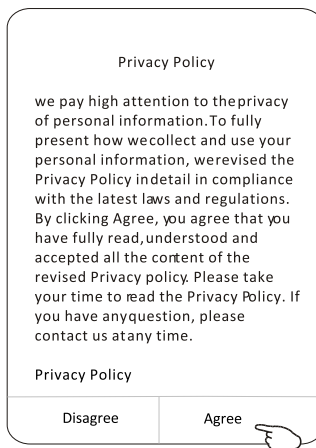 Privacy Policy
we pay high attention to theprivacy
of personal information.To fully
present how wecollect and use your
personal information, werevised the
Privacy Policy indetail in compliance
with the latest laws and regulations.
By clicking Agree, you agree that you
have fully read,understood and
accepted all the content of the
revised Privacy policy. Please take
your time to read the Privacy Policy. If
you have anyquestion, please
contact us atany time.
Privacy Policy
Disagree
Agree